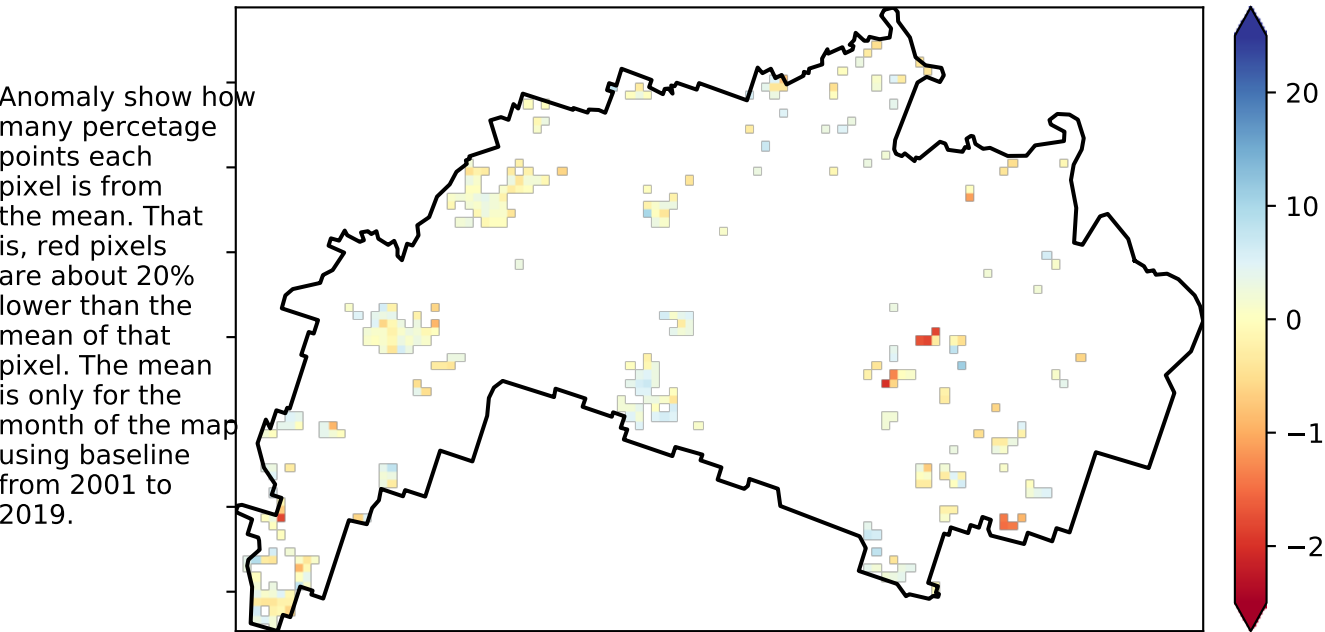 Anomaly show how
many percetage
points each
pixel is from
the mean. That
is, red pixels
are about 20%
lower than the
mean of that
pixel. The mean
is only for the
month of the map
using baseline
from 2001 to
2019.
20
10
0
−1
−2